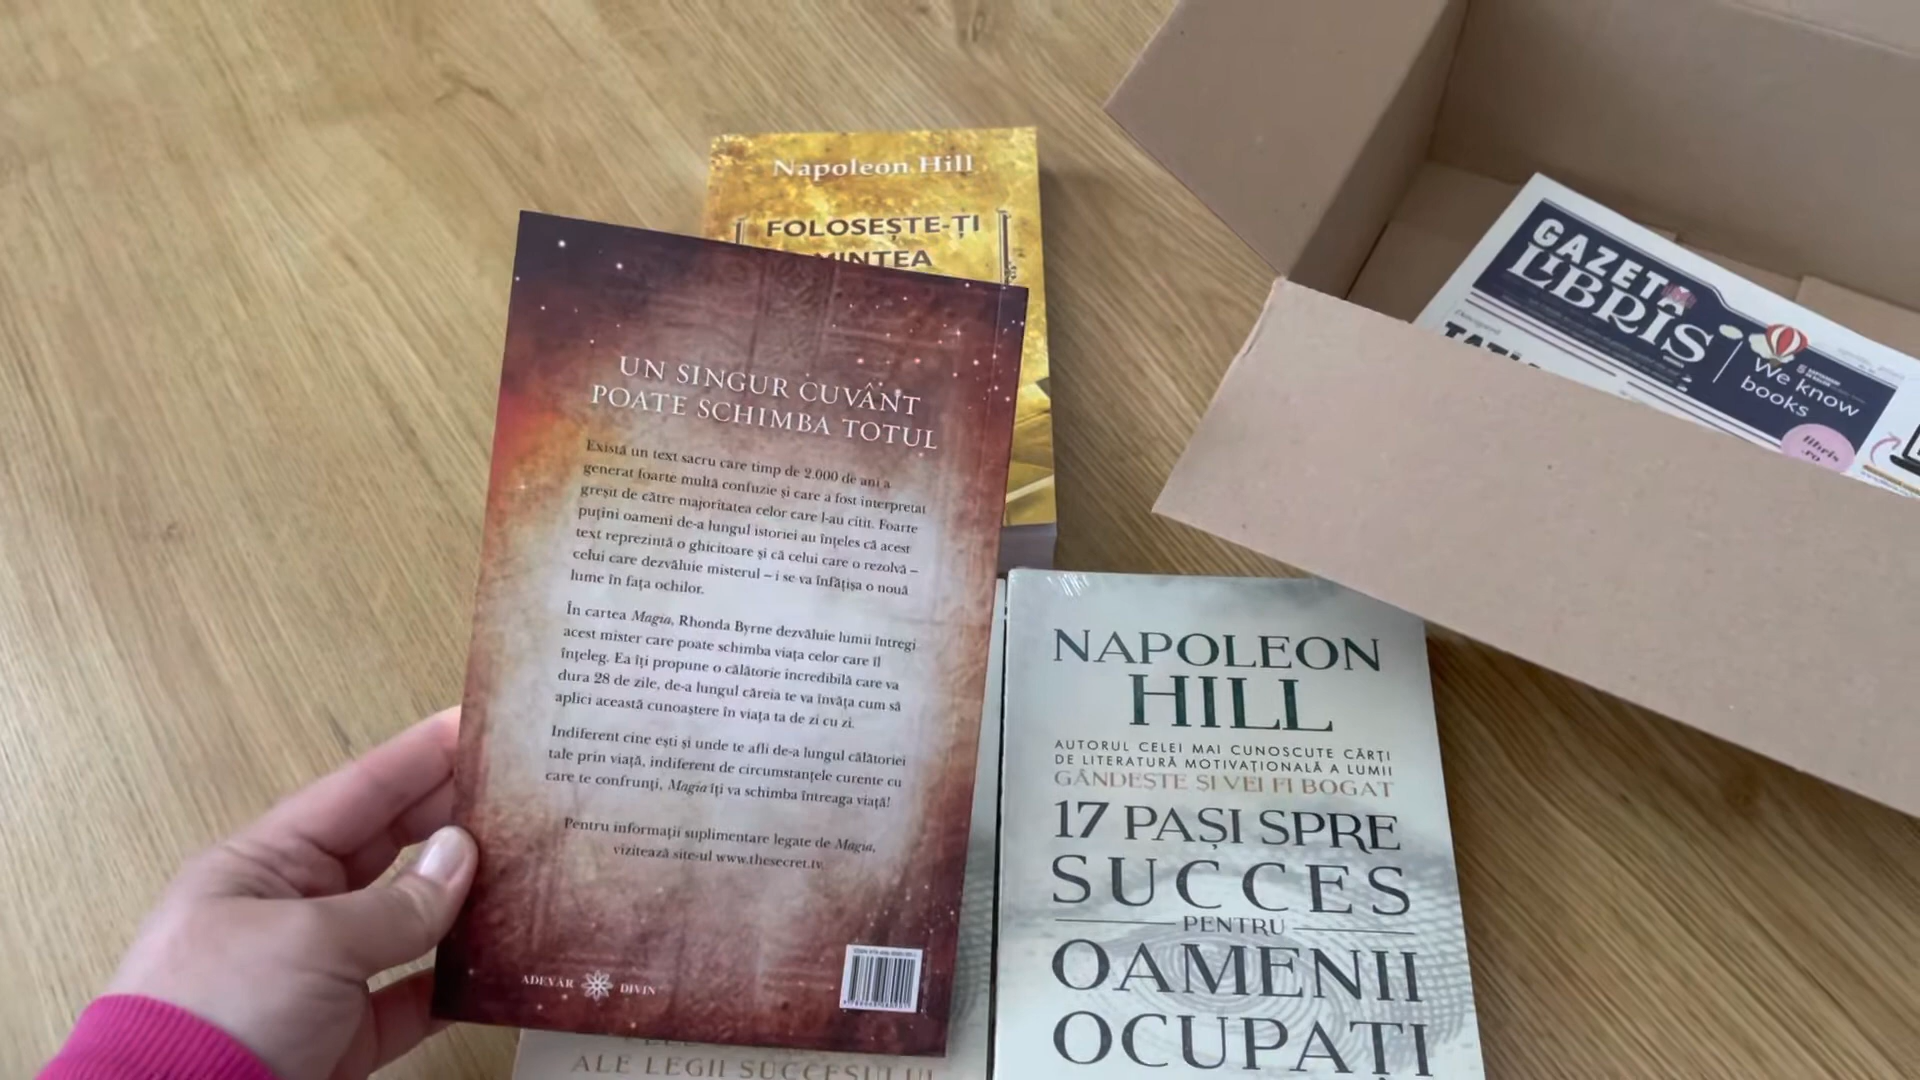 Napoleon Hill
FOLOSEȘTE-ȚI
MINTEA
UN SINGUR CUVÂNT
POATE SCHIMBA TOTUL
Există un text sacru care timp de 2.000 de ani a
generat foarte multă confuzie și care a fost interpretat
greșit de către majoritatea celor care l-au citit. Foarte
puțini oameni de-a lungul istoriei au înțeles că acest
text reprezintă o ghicitoare și că celui care o rezolvă –
celui care dezvăluie misterul – i se va înfățișa o nouă
lume în fața ochilor.
În cartea Magia, Rhonda Byrne dezvăluie lumii întregi
acest mister care poate schimba viața celor care îl
înțeleg. Ea îți propune o călătorie incredibilă care va
dura 28 de zile, de-a lungul căreia te va învăța cum să
aplici această cunoaștere în viața ta de zi cu zi.
Indiferent cine ești și unde te afli de-a lungul călătoriei
tale prin viață, indiferent de circumstanțele curente cu
care te confrunți, Magia îți va schimba întreaga viață!
Pentru informații suplimentare legate de Magia,
vizitează site-ul www.thesecret.tv.
ADEVĂR DIVIN
ALE LEGII SUCCESULUI
NAPOLEON
HILL
AUTORUL CELEI MAI CUNOSCUTE CĂRȚI
DE LITERATURĂ MOTIVAȚIONALĂ A LUMII
GÂNDEȘTE ȘI VEI FI BOGAT
17 PAȘI SPRE
SUCCES
PENTRU
OAMENII
OCUPAȚI
GAZETA
LIBRIS
We know
books
libris
.ro